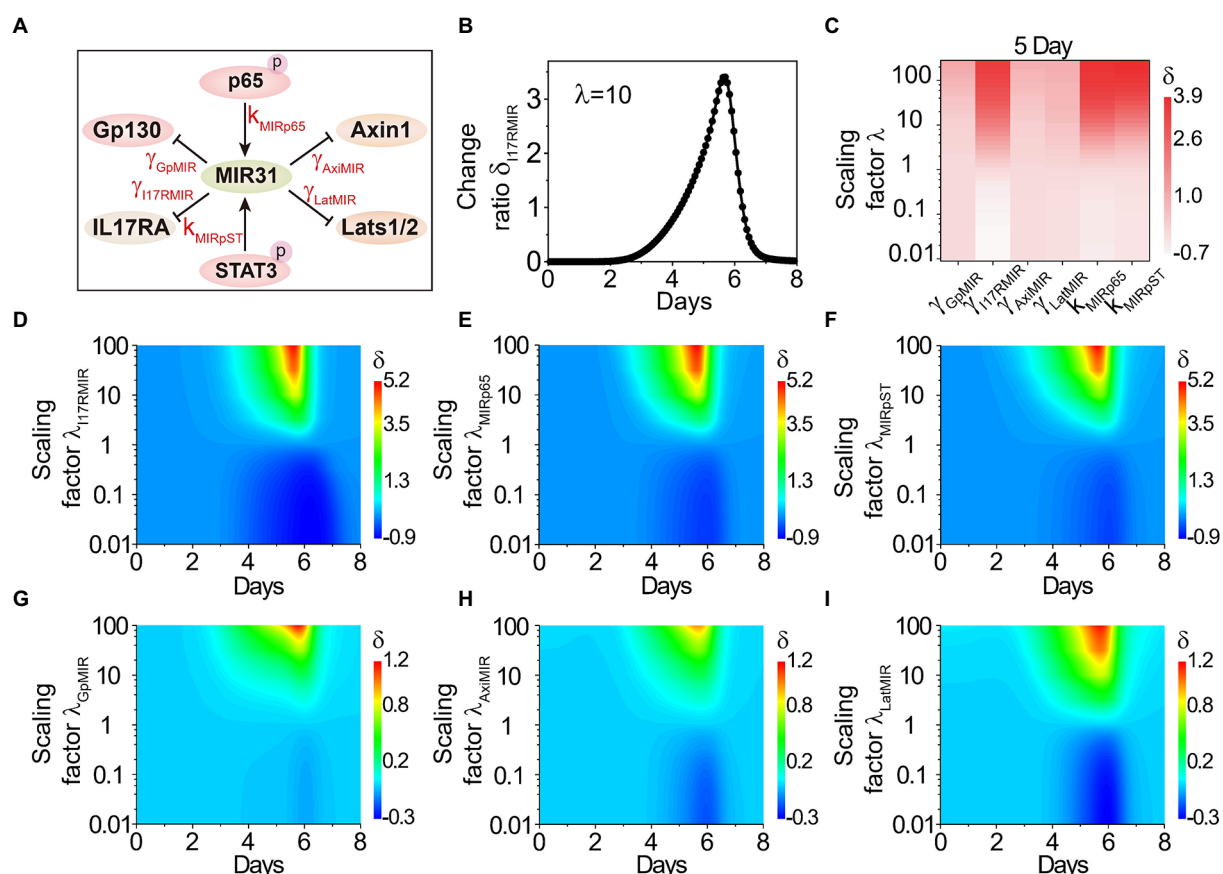 A
p
p65
kMIRp65
Gp130
Axin1
γGpMIR
MIR31
γAxiMIR
γI17RMIR
γLatMIR
IL17RA
kMIRpST
Lats1/2
p
STAT3
B
Change
ratio δI17RMIR
λ=10
3
2
1
0
0 2 4 6 8
Days
C
5 Day
Scaling
factor λ
100
10
1
0.1
0.01
γGpMIR
γI17RMIR
γAxiMIR
γLatMIR
kMIRp65
kMIRpST
δ
3.9
2.6
1.0
-0.7
D
Scaling
factor λI17RMIR
100
10
1
0.1
0.01
0 2 4 6 8
Days
δ
5.2
3.5
1.3
-0.9
E
Scaling
factor λMIRp65
100
10
1
0.1
0.01
0 2 4 6 8
Days
δ
5.2
3.5
1.3
-0.9
F
Scaling
factor λMIRpST
100
10
1
0.1
0.01
0 2 4 6 8
Days
δ
5.2
3.5
1.3
-0.9
G
Scaling
factor λGpMIR
100
10
1
0.1
0.01
0 2 4 6 8
Days
δ
1.2
0.8
0.2
-0.3
H
Scaling
factor λAxiMIR
100
10
1
0.1
0.01
0 2 4 6 8
Days
δ
1.2
0.8
0.2
-0.3
I
Scaling
factor λLatMIR
100
10
1
0.1
0.01
0 2 4 6 8
Days
δ
1.2
0.8
0.2
-0.3